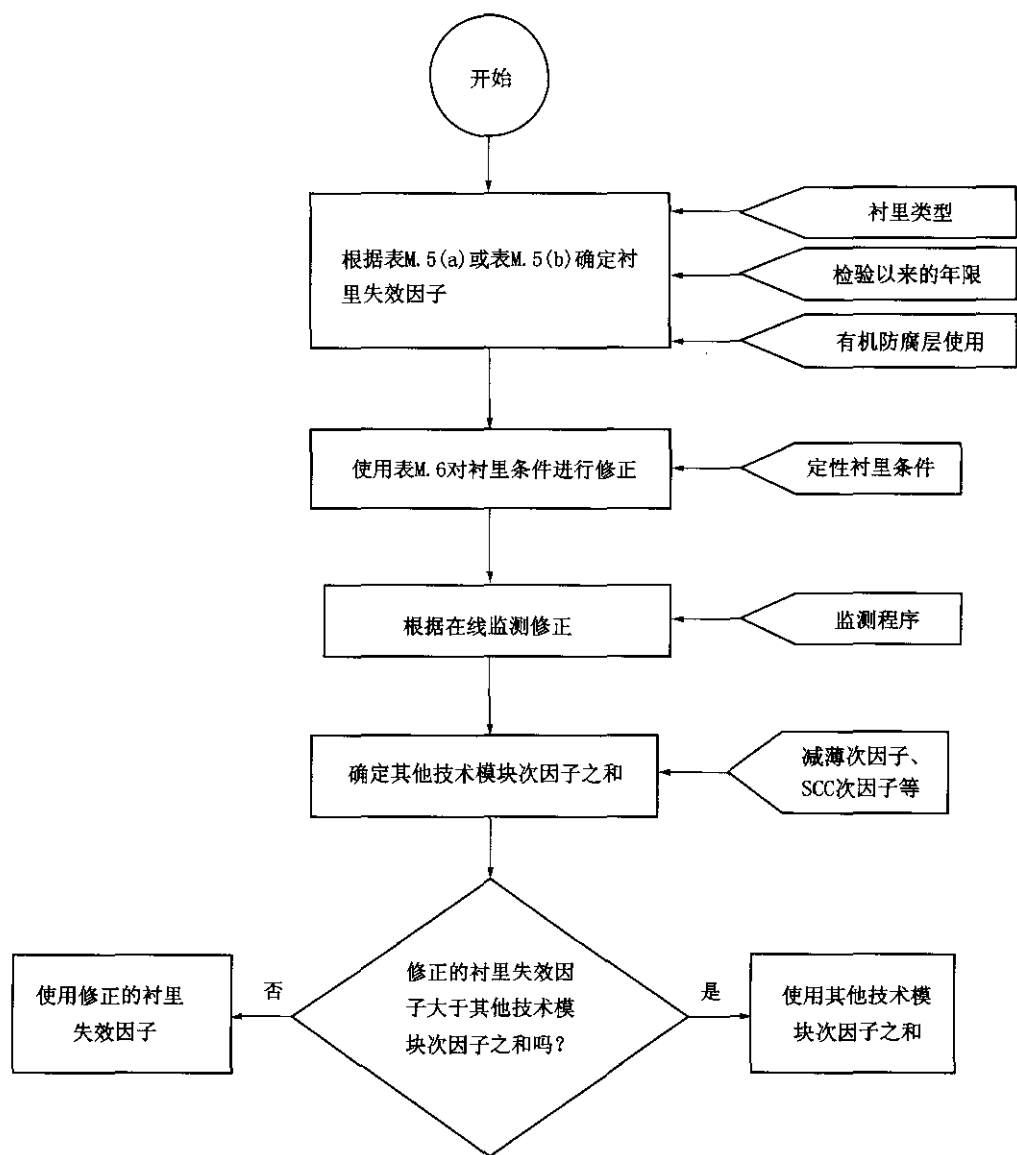 开始
根据表M.5(a)或表M.5(b)确定衬
里失效因子
衬里类型
检验以来的年限
有机防腐层使用
使用表M.6对衬里条件进行修正
定性衬里条件
根据在线监测修正
监测程序
确定其他技术模块次因子之和
减薄次因子、
SCC次因子等
修正的衬里失效因
子大于其他技术模
块次因子之和吗?
否
使用修正的衬里
失效因子
是
使用其他技术模
块次因子之和